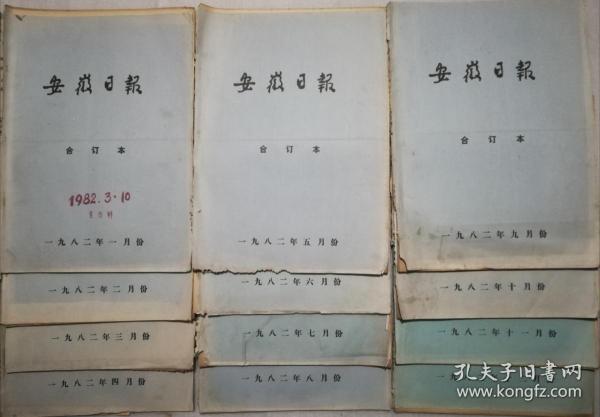 安徽日報
合订本
1982.3·10
一九八二年一月份
一九八二年二月份
一九八二年三月份
一九八二年四月份
安徽日報
合订本
一九八二年五月份
一九八二年六月份
一九八二年七月份
一九八二年八月份
安徽日報
合订本
一九八二年九月份
一九八二年十月份
一九八二年十一月份
孔夫子旧书网
www.kongfz.com